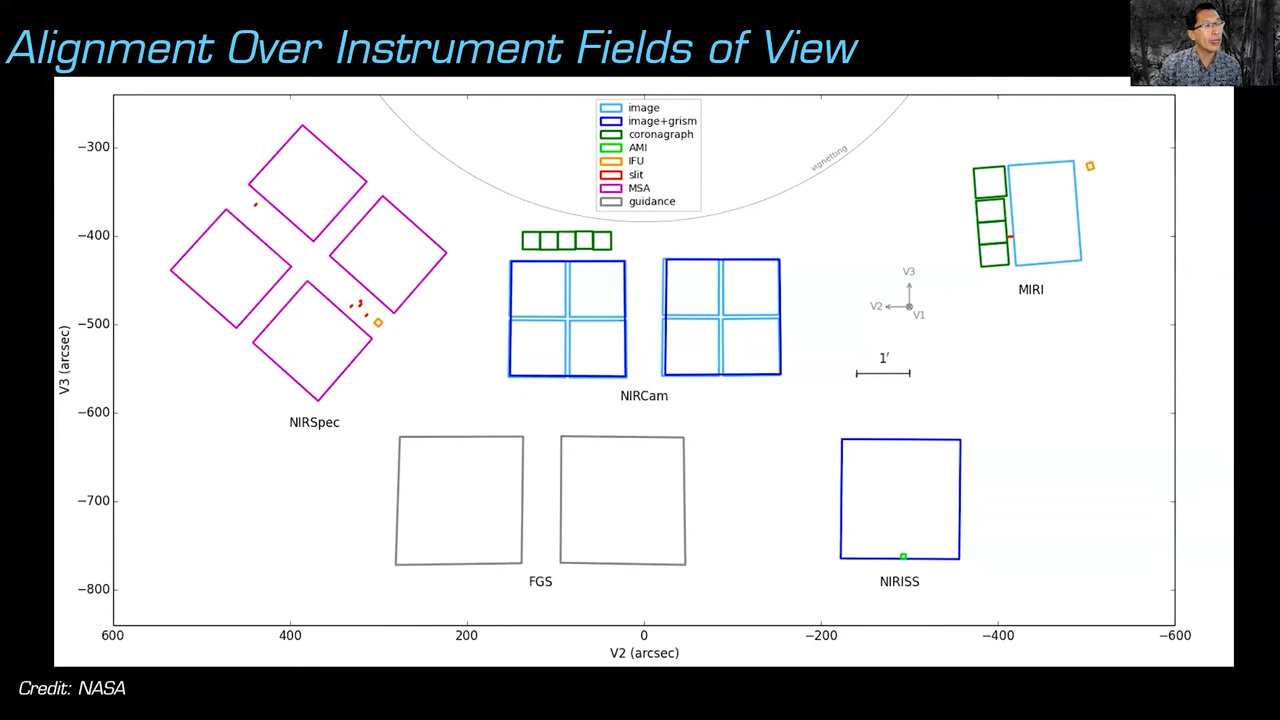 Alignment Over Instrument Fields of View
image
image+grism
coronagraph
AMI
IFU
slit
MSA
guidance
vignetting
−300
−400
−500
−600
−700
−800
V3 (arcsec)
NIRSpec
NIRCam
MIRI
V3
V2
V1
1′
FGS
NIRISS
600
400
200
0
−200
−400
−600
V2 (arcsec)
Credit: NASA